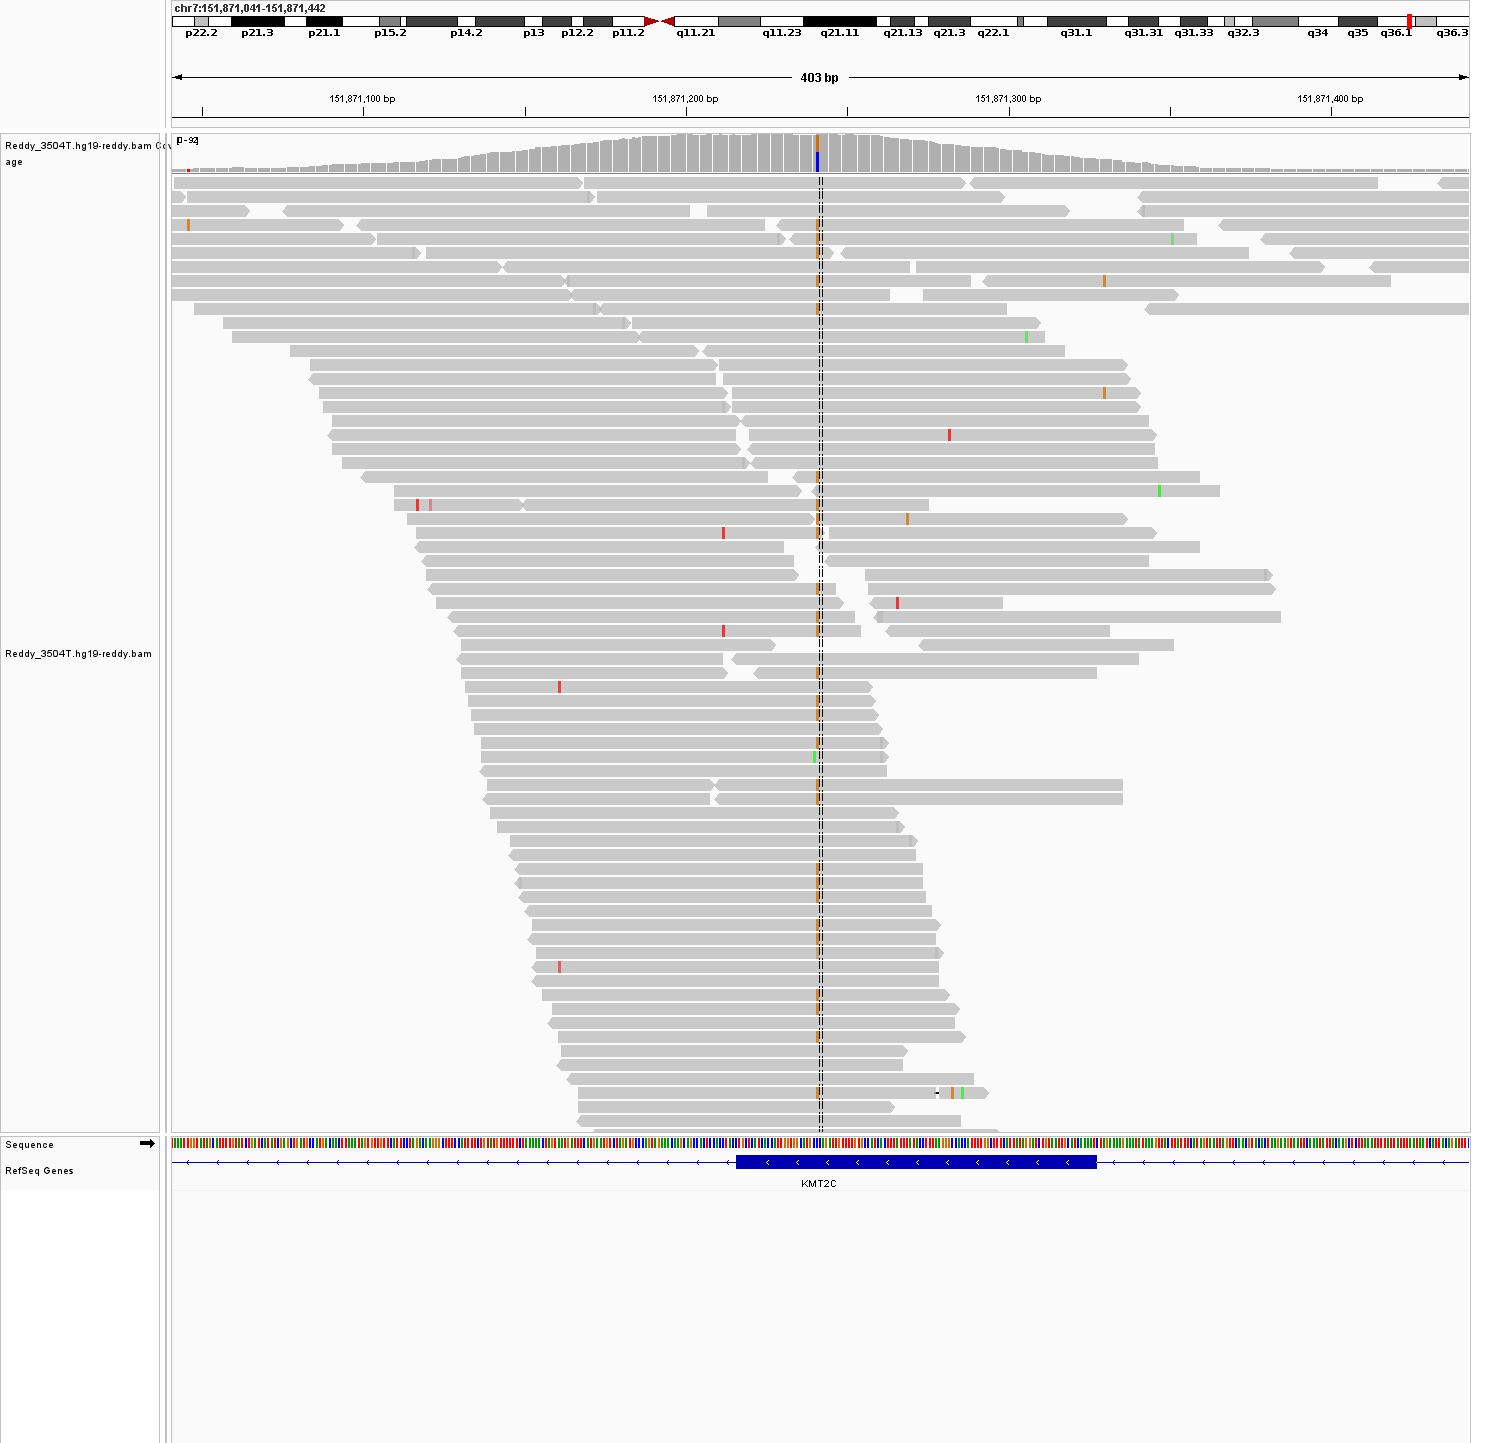 chr7:151,871,041-151,871,442
p22.2 p21.3 p21.1 p15.2 p14.2 p13 p12.2 p11.2 q11.21 q11.23 q21.11 q21.13 q21.3 q22.1 q31.1 q31.31 q31.33 q32.3 q34 q35 q36.1 q36.3
403 bp
151,871,100 bp 151,871,200 bp 151,871,300 bp 151,871,400 bp
[0-92]
Reddy_3504T.hg19-reddy.bam Cov
age
Reddy_3504T.hg19-reddy.bam
Sequence
RefSeq Genes
KMT2C